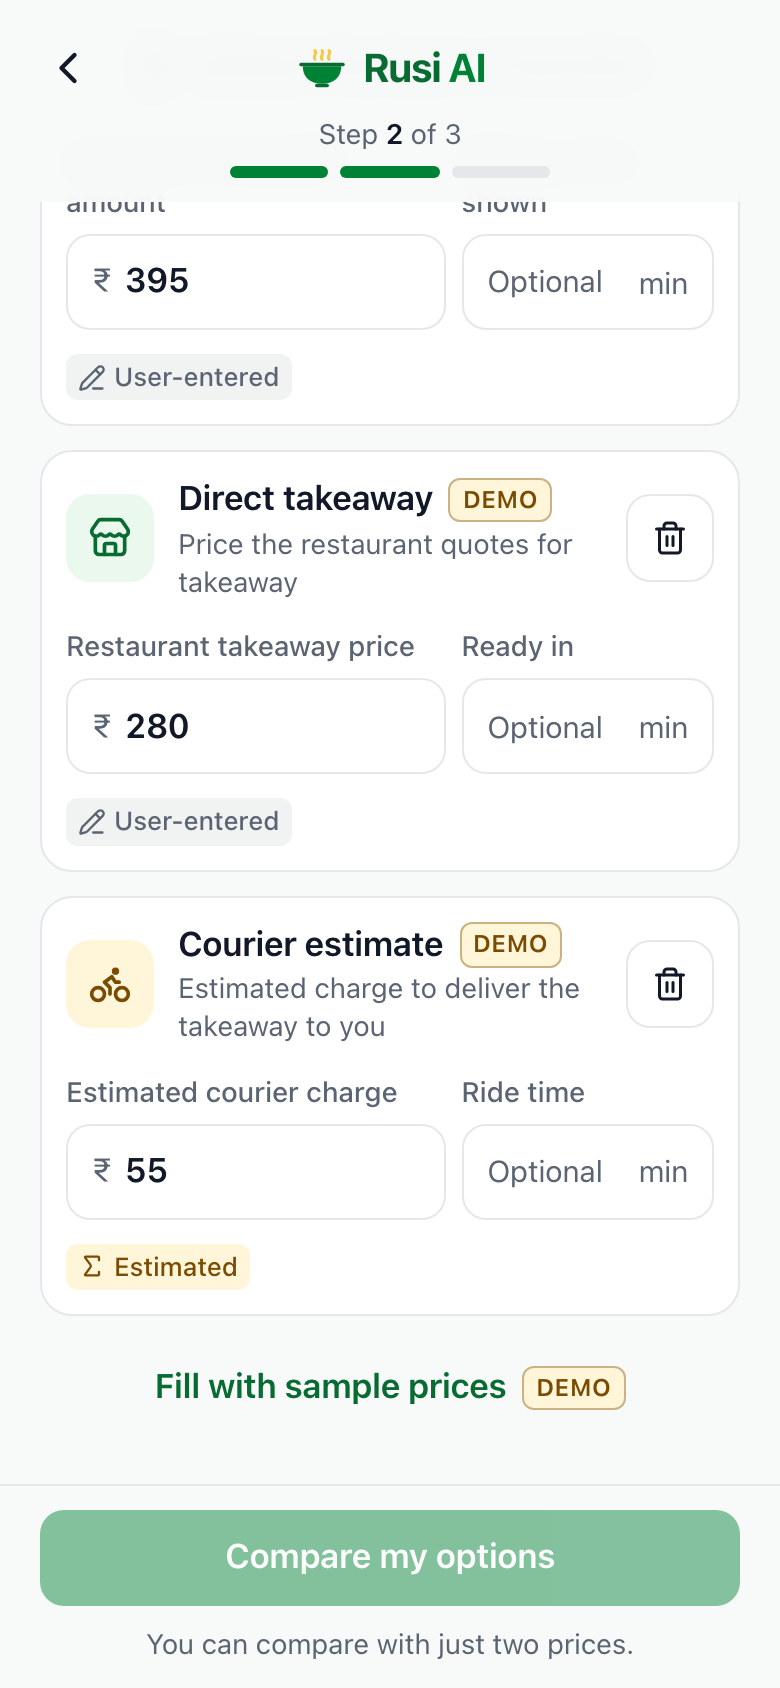 Rusi AI
Step 2 of 3
amount shown
₹ 395 Optional min
User-entered
Direct takeaway DEMO
Price the restaurant quotes for
takeaway
Restaurant takeaway price Ready in
₹ 280 Optional min
User-entered
Courier estimate DEMO
Estimated charge to deliver the
takeaway to you
Estimated courier charge Ride time
₹ 55 Optional min
Σ Estimated
Fill with sample prices DEMO
Compare my options
You can compare with just two prices.